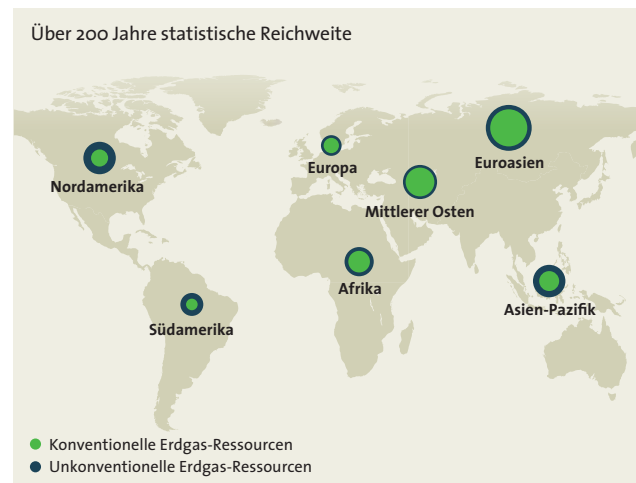 Über 200 Jahre statistische Reichweite
Euroasien
Europa
Nordamerika
Mittlerer Osten
Afrika
Asien-Pazifik
Südamerika
Konventionelle Erdgas-Ressourcen
Unkonventionelle Erdgas-Ressourcen